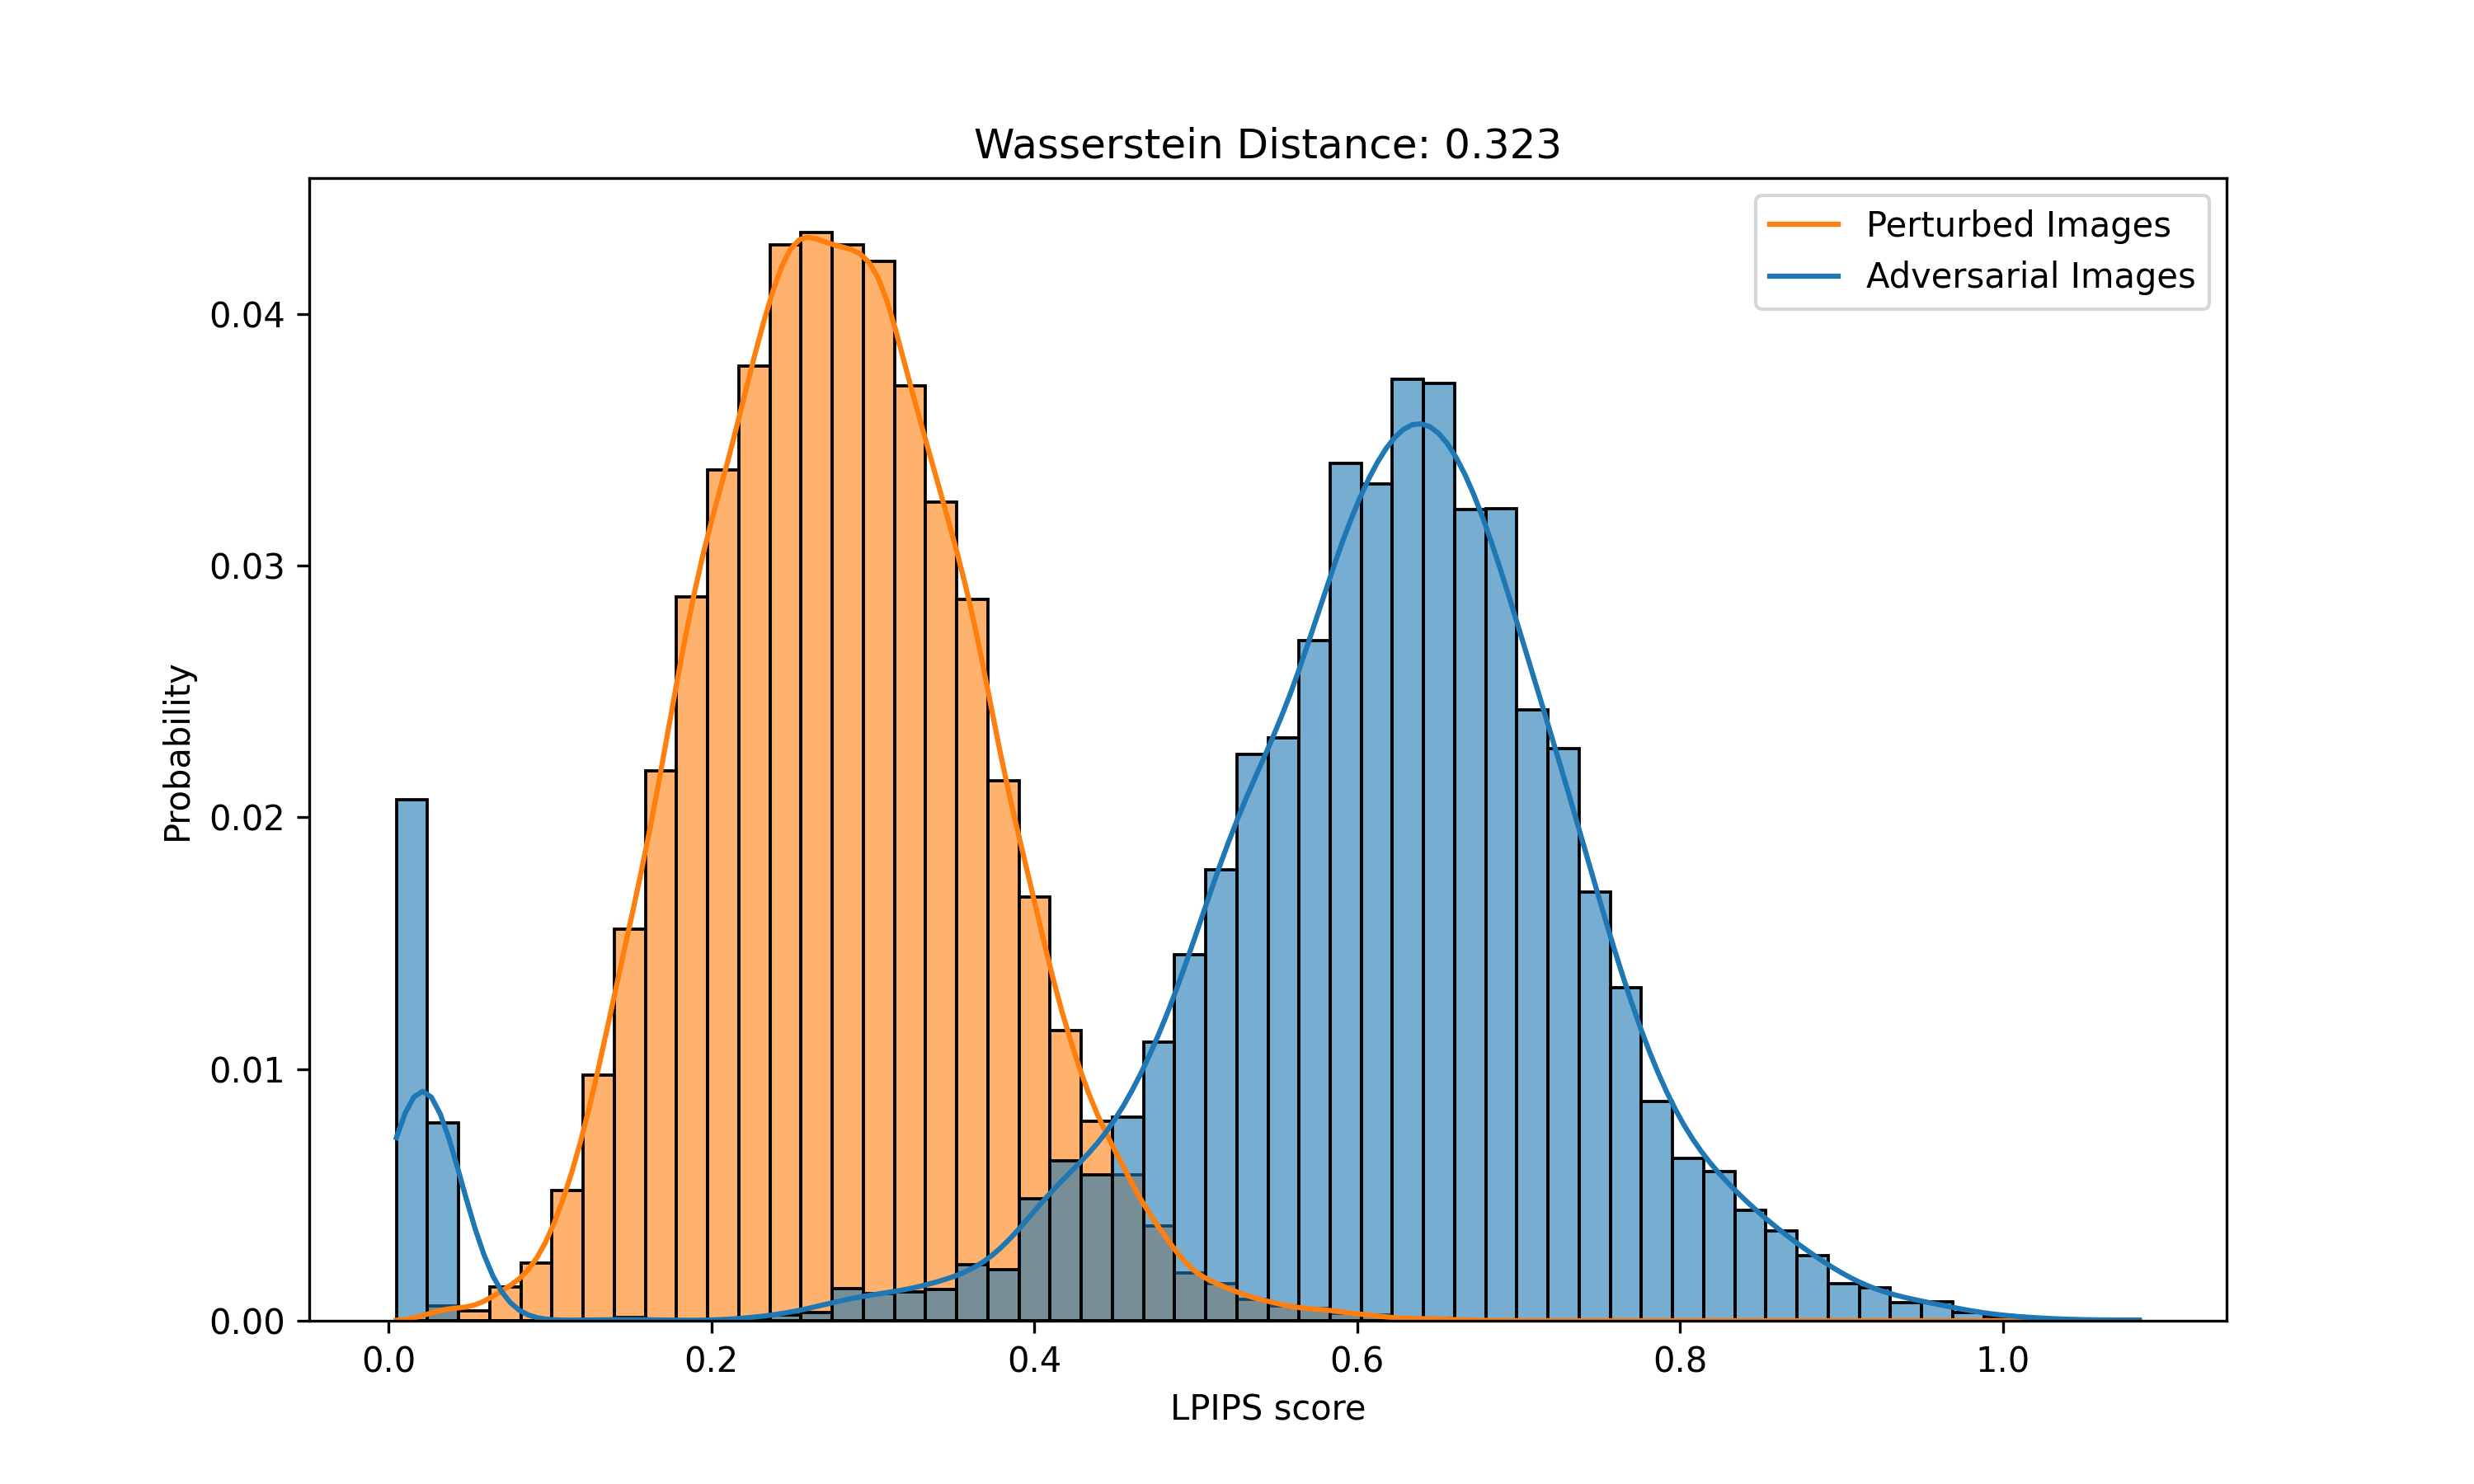 Wasserstein Distance: 0.323
Perturbed Images
Adversarial Images
Probability
0.04
0.03
0.02
0.01
0.00
0.0 0.2 0.4 0.6 0.8 1.0
LPIPS score